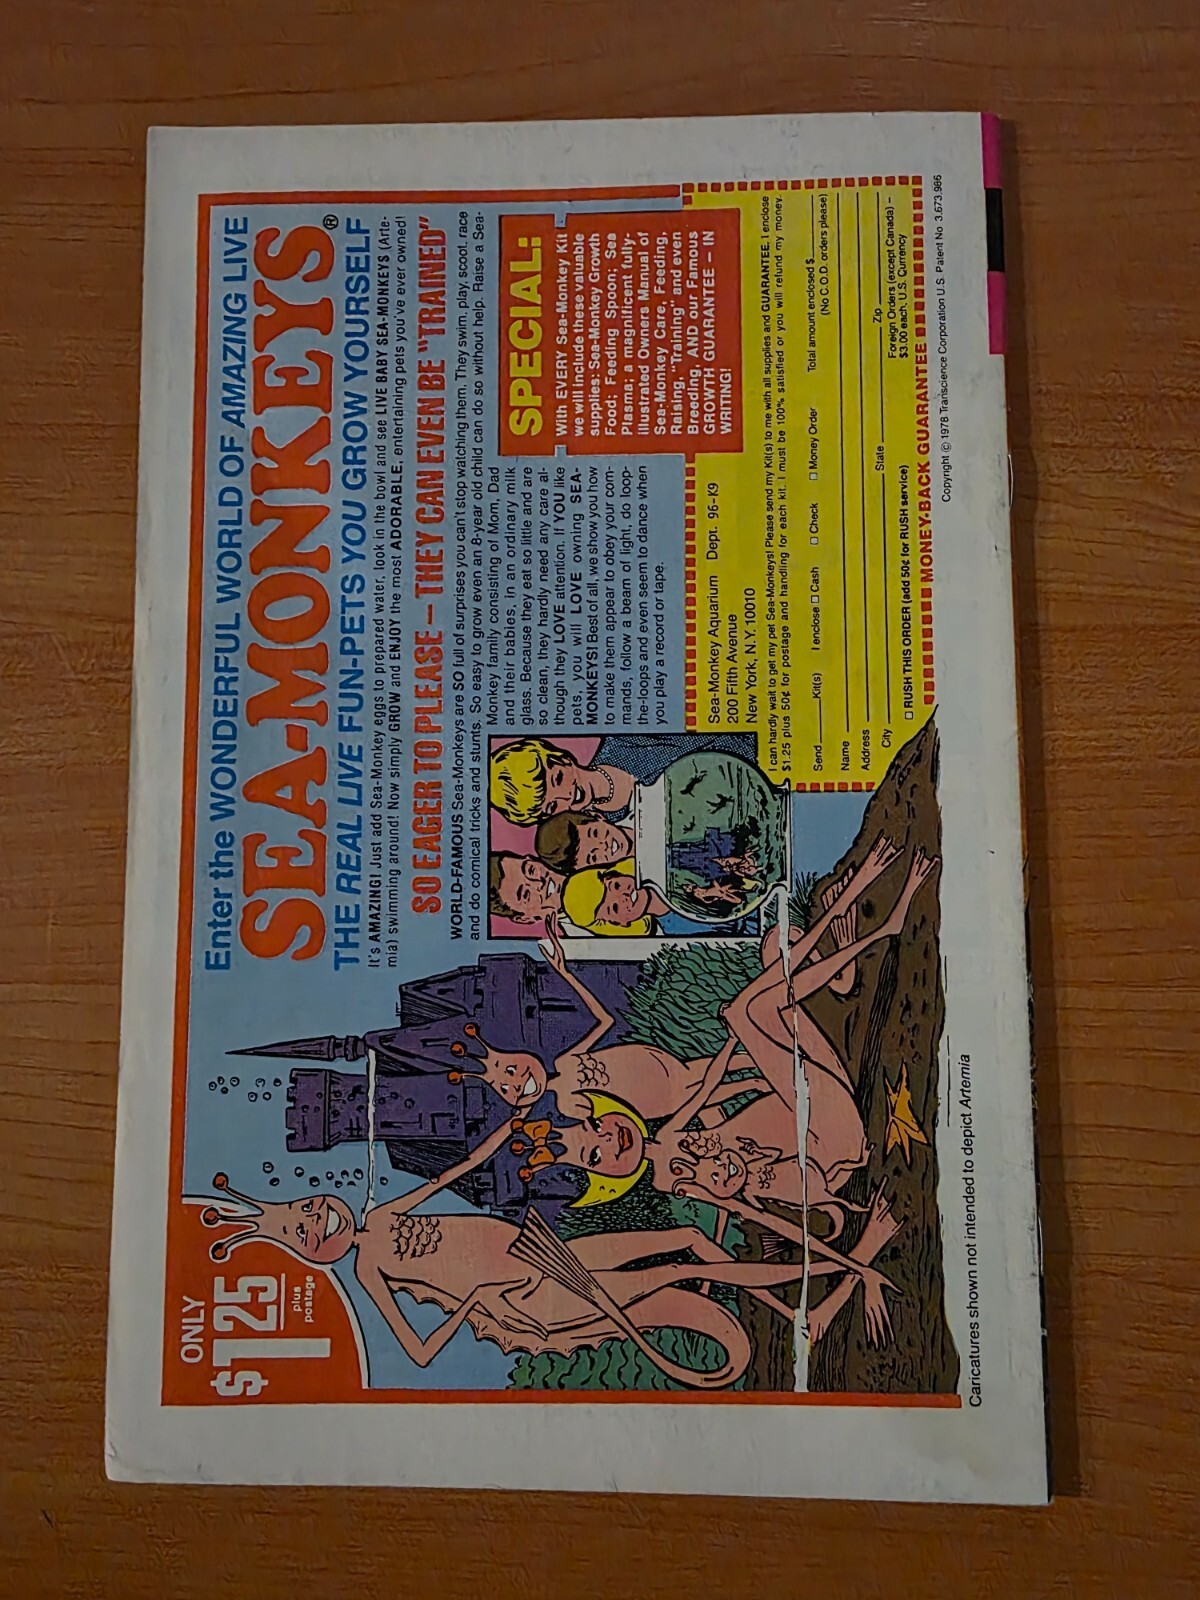 ONLY
$1.25
plus
postage
Enter the WONDERFUL WORLD OF AMAZING LIVE
SEA-MONKEYS®
THE REAL LIVE FUN-PETS YOU GROW YOURSELF
It's AMAZING! Just add Sea-Monkey eggs to prepared water, look in the bowl and see LIVE BABY SEA-MONKEYS (Arte-
mia) swimming around! Now simply GROW and ENJOY the most ADORABLE, entertaining pets you've ever owned!
SO EAGER TO PLEASE – THEY CAN EVEN BE "TRAINED"
WORLD-FAMOUS Sea-Monkeys are SO full of surprises you can't stop watching them. They swim, play, scoot, race
and do comical tricks and stunts. So easy to grow even an 8-year old child can do so without help. Raise a Sea-
Monkey family consisting of Mom, Dad
and their babies, in an ordinary milk
glass. Because they eat so little and are
so clean, they hardly need any care al-
though they LOVE attention. If YOU like
pets, you will LOVE owning SEA-
MONKEYS! Best of all, we show you how
to make them appear to obey your com-
mands, follow a beam of light, do loop-
the-loops and even seem to dance when
you play a record or tape.
SPECIAL:
With EVERY Sea-Monkey Kit
we will include these valuable
supplies: Sea-Monkey Growth
Food; Feeding Spoon; Sea
Plasma; a magnificent fully-
illustrated Owners Manual of
Sea-Monkey Care, Feeding,
Raising, "Training" and even
Breeding, AND our Famous
GROWTH GUARANTEE – IN
WRITING!
Sea-Monkey Aquarium Dept. 96-K9
200 Fifth Avenue
New York, N.Y. 10010
I can hardly wait to get my pet Sea-Monkeys! Please send my Kit(s) to me with all supplies and GUARANTEE. I enclose
$1.25 plus 50¢ for postage and handling for each kit. I must be 100% satisfied or you will refund my money.
Send Kit(s) I enclose □ Cash □ Check □ Money Order Total amount enclosed $
(No C.O.D. orders please)
Name
Address
City State Zip
Foreign Orders (except Canada) –
$3.00 each, U.S. Currency
□ RUSH THIS ORDER (add 50¢ for RUSH service)
MONEY-BACK GUARANTEE
Copyright © 1978 Transcience Corporation U.S. Patent No. 3,673,986
Caricatures shown not intended to depict Artemia